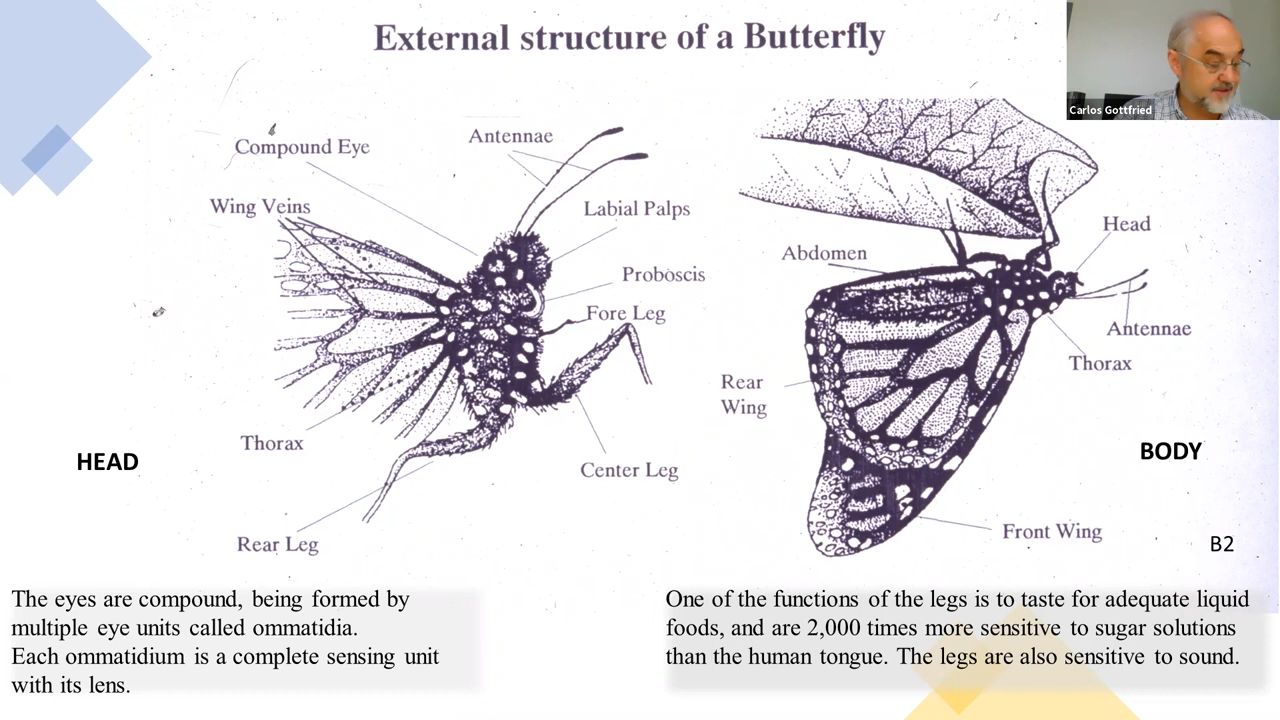 External structure of a Butterfly
Carlos Gottfried
Compound Eye
Antennae
Wing Veins
Labial Palps
Proboscis
Fore Leg
Thorax
Center Leg
Rear Leg
HEAD
Abdomen
Head
Antennae
Thorax
Rear
Wing
Front Wing
BODY
B2
The eyes are compound, being formed by
multiple eye units called ommatidia.
Each ommatidium is a complete sensing unit
with its lens.
One of the functions of the legs is to taste for adequate liquid
foods, and are 2,000 times more sensitive to sugar solutions
than the human tongue. The legs are also sensitive to sound.